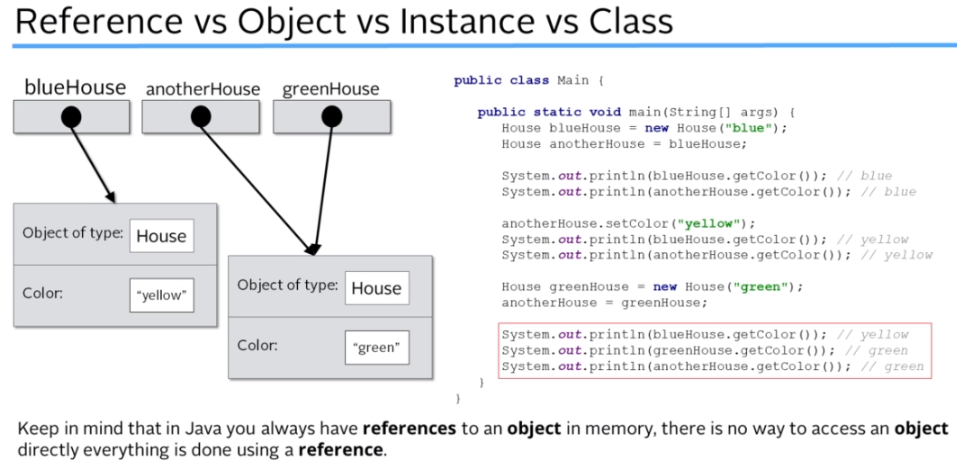 Reference vs Object vs Instance vs Class
blueHouse anotherHouse greenHouse
Object of type: House
Color: "yellow"
Object of type: House
Color: "green"
public class Main {
public static void main(String[] args) {
House blueHouse = new House("blue");
House anotherHouse = blueHouse;
System.out.println(blueHouse.getColor()); // blue
System.out.println(anotherHouse.getColor()); // blue
anotherHouse.setColor("yellow");
System.out.println(blueHouse.getColor()); // yellow
System.out.println(anotherHouse.getColor()); // yellow
House greenHouse = new House("green");
anotherHouse = greenHouse;
System.out.println(blueHouse.getColor()); // yellow
System.out.println(greenHouse.getColor()); // green
System.out.println(anotherHouse.getColor()); // green
}
}
Keep in mind that in Java you always have references to an object in memory, there is no way to access an object
directly everything is done using a reference.